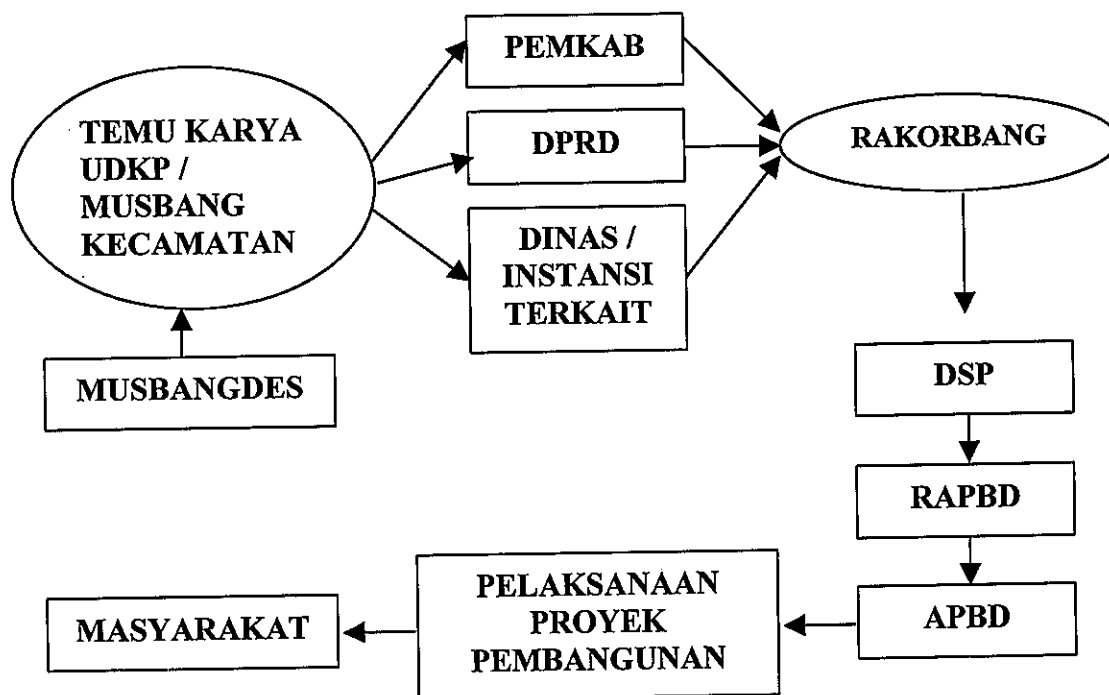 TEMU KARYA
UDKP /
MUSBANG
KECAMATAN
PEMKAB
DPRD
DINAS /
INSTANSI
TERKAIT
RAKORBANG
MUSBANGDES
DSP
RAPBD
APBD
PELAKSANAAN
PROYEK
PEMBANGUNAN
MASYARAKAT